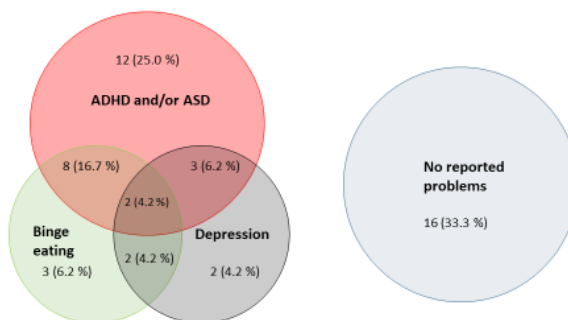 12 (25.0 %)
ADHD and/or ASD
8 (16.7 %)
3 (6.2 %)
2 (4.2 %)
Binge
eating
Depression
2 (4.2 %)
3 (6.2 %)
2 (4.2 %)
No reported
problems
16 (33.3 %)